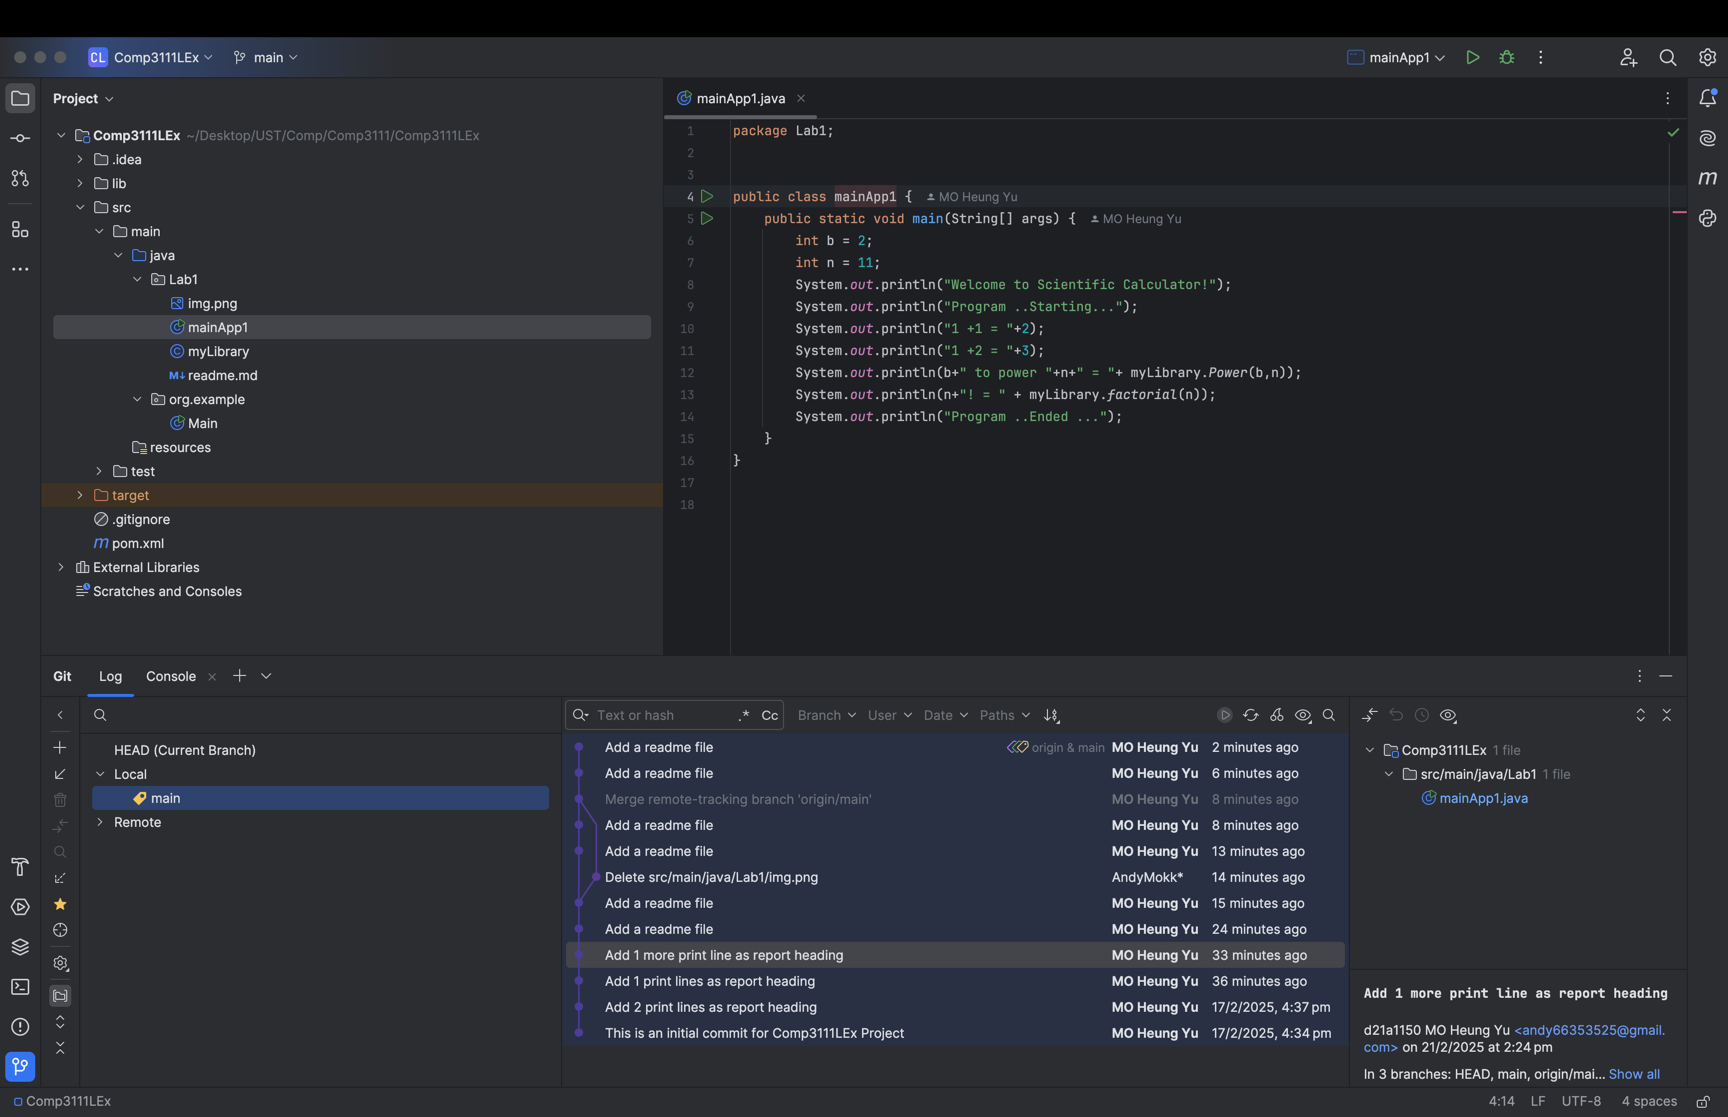 CL Comp3111LEx main mainApp1
Project
Comp3111LEx ~/Desktop/UST/Comp/Comp3111/Comp3111LEx
.idea
lib
src
main
java
Lab1
img.png
mainApp1
myLibrary
M↓ readme.md
org.example
Main
resources
test
target
.gitignore
m pom.xml
External Libraries
Scratches and Consoles
mainApp1.java
1 package Lab1;
2
3
4 public class mainApp1 { MO Heung Yu
5 public static void main(String[] args) { MO Heung Yu
6 int b = 2;
7 int n = 11;
8 System.out.println("Welcome to Scientific Calculator!");
9 System.out.println("Program ..Starting...");
10 System.out.println("1 +1 = "+2);
11 System.out.println("1 +2 = "+3);
12 System.out.println(b+" to power "+n+" = "+ myLibrary.Power(b,n));
13 System.out.println(n+"! = " + myLibrary.factorial(n));
14 System.out.println("Program ..Ended ...");
15 }
16 }
17
18
m
Git Log Console
HEAD (Current Branch)
Local
main
Remote
Text or hash .* Cc Branch User Date Paths
Add a readme file origin & main MO Heung Yu 2 minutes ago
Add a readme file MO Heung Yu 6 minutes ago
Merge remote-tracking branch 'origin/main' MO Heung Yu 8 minutes ago
Add a readme file MO Heung Yu 8 minutes ago
Add a readme file MO Heung Yu 13 minutes ago
Delete src/main/java/Lab1/img.png AndyMokk* 14 minutes ago
Add a readme file MO Heung Yu 15 minutes ago
Add a readme file MO Heung Yu 24 minutes ago
Add 1 more print line as report heading MO Heung Yu 33 minutes ago
Add 1 print lines as report heading MO Heung Yu 36 minutes ago
Add 2 print lines as report heading MO Heung Yu 17/2/2025, 4:37 pm
This is an initial commit for Comp3111LEx Project MO Heung Yu 17/2/2025, 4:34 pm
Comp3111LEx 1 file
src/main/java/Lab1 1 file
mainApp1.java
Add 1 more print line as report heading
d21a1150 MO Heung Yu <andy66353525@gmail.
com> on 21/2/2025 at 2:24 pm
In 3 branches: HEAD, main, origin/mai... Show all
Comp3111LEx 4:14 LF UTF-8 4 spaces